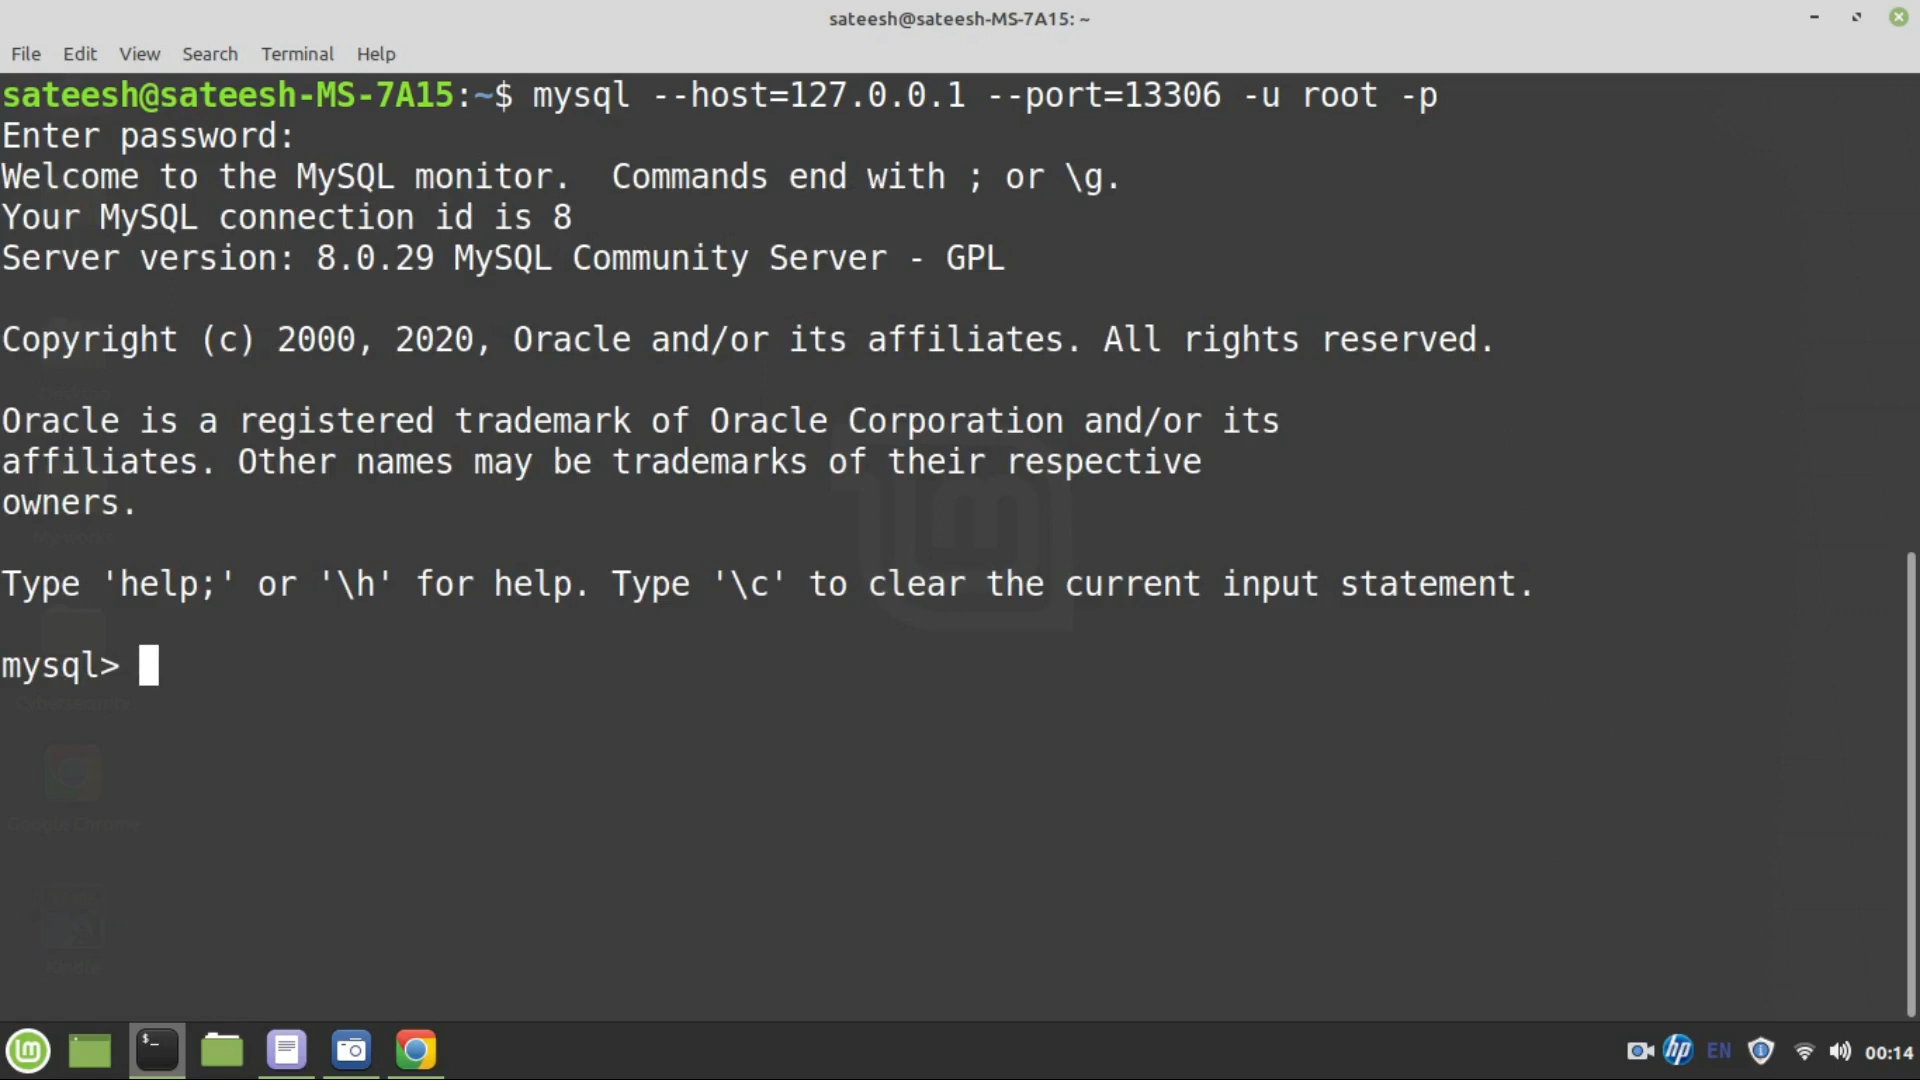 sateesh@sateesh-MS-7A15: ~
File Edit View Search Terminal Help
sateesh@sateesh-MS-7A15:~$ mysql --host=127.0.0.1 --port=13306 -u root -p
Enter password:
Welcome to the MySQL monitor.  Commands end with ; or \g.
Your MySQL connection id is 8
Server version: 8.0.29 MySQL Community Server - GPL
Copyright (c) 2000, 2020, Oracle and/or its affiliates. All rights reserved.
Oracle is a registered trademark of Oracle Corporation and/or its
affiliates. Other names may be trademarks of their respective
owners.
Type 'help;' or '\h' for help. Type '\c' to clear the current input statement.
mysql>
Cybersecurity
Google Chrome
Kindle
hp EN 00:14